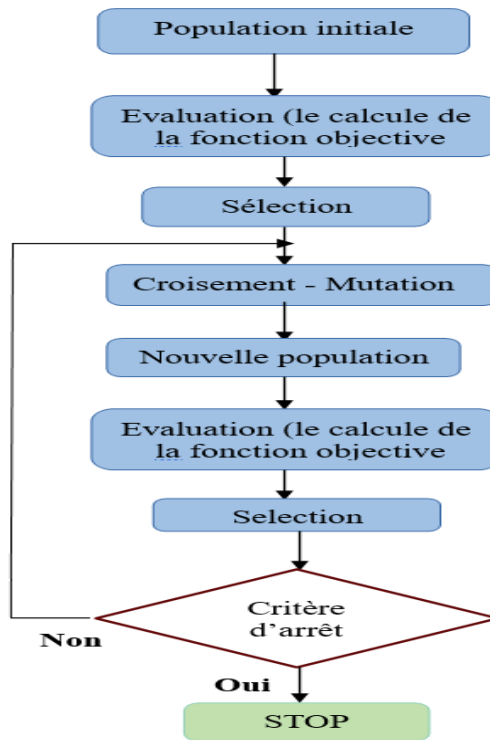 Population initiale
Evaluation (le calcule de
la fonction objective
Sélection
Croisement - Mutation
Nouvelle population
Evaluation (le calcule de
la fonction objective
Selection
Critère
d'arrêt
Non
Oui
STOP